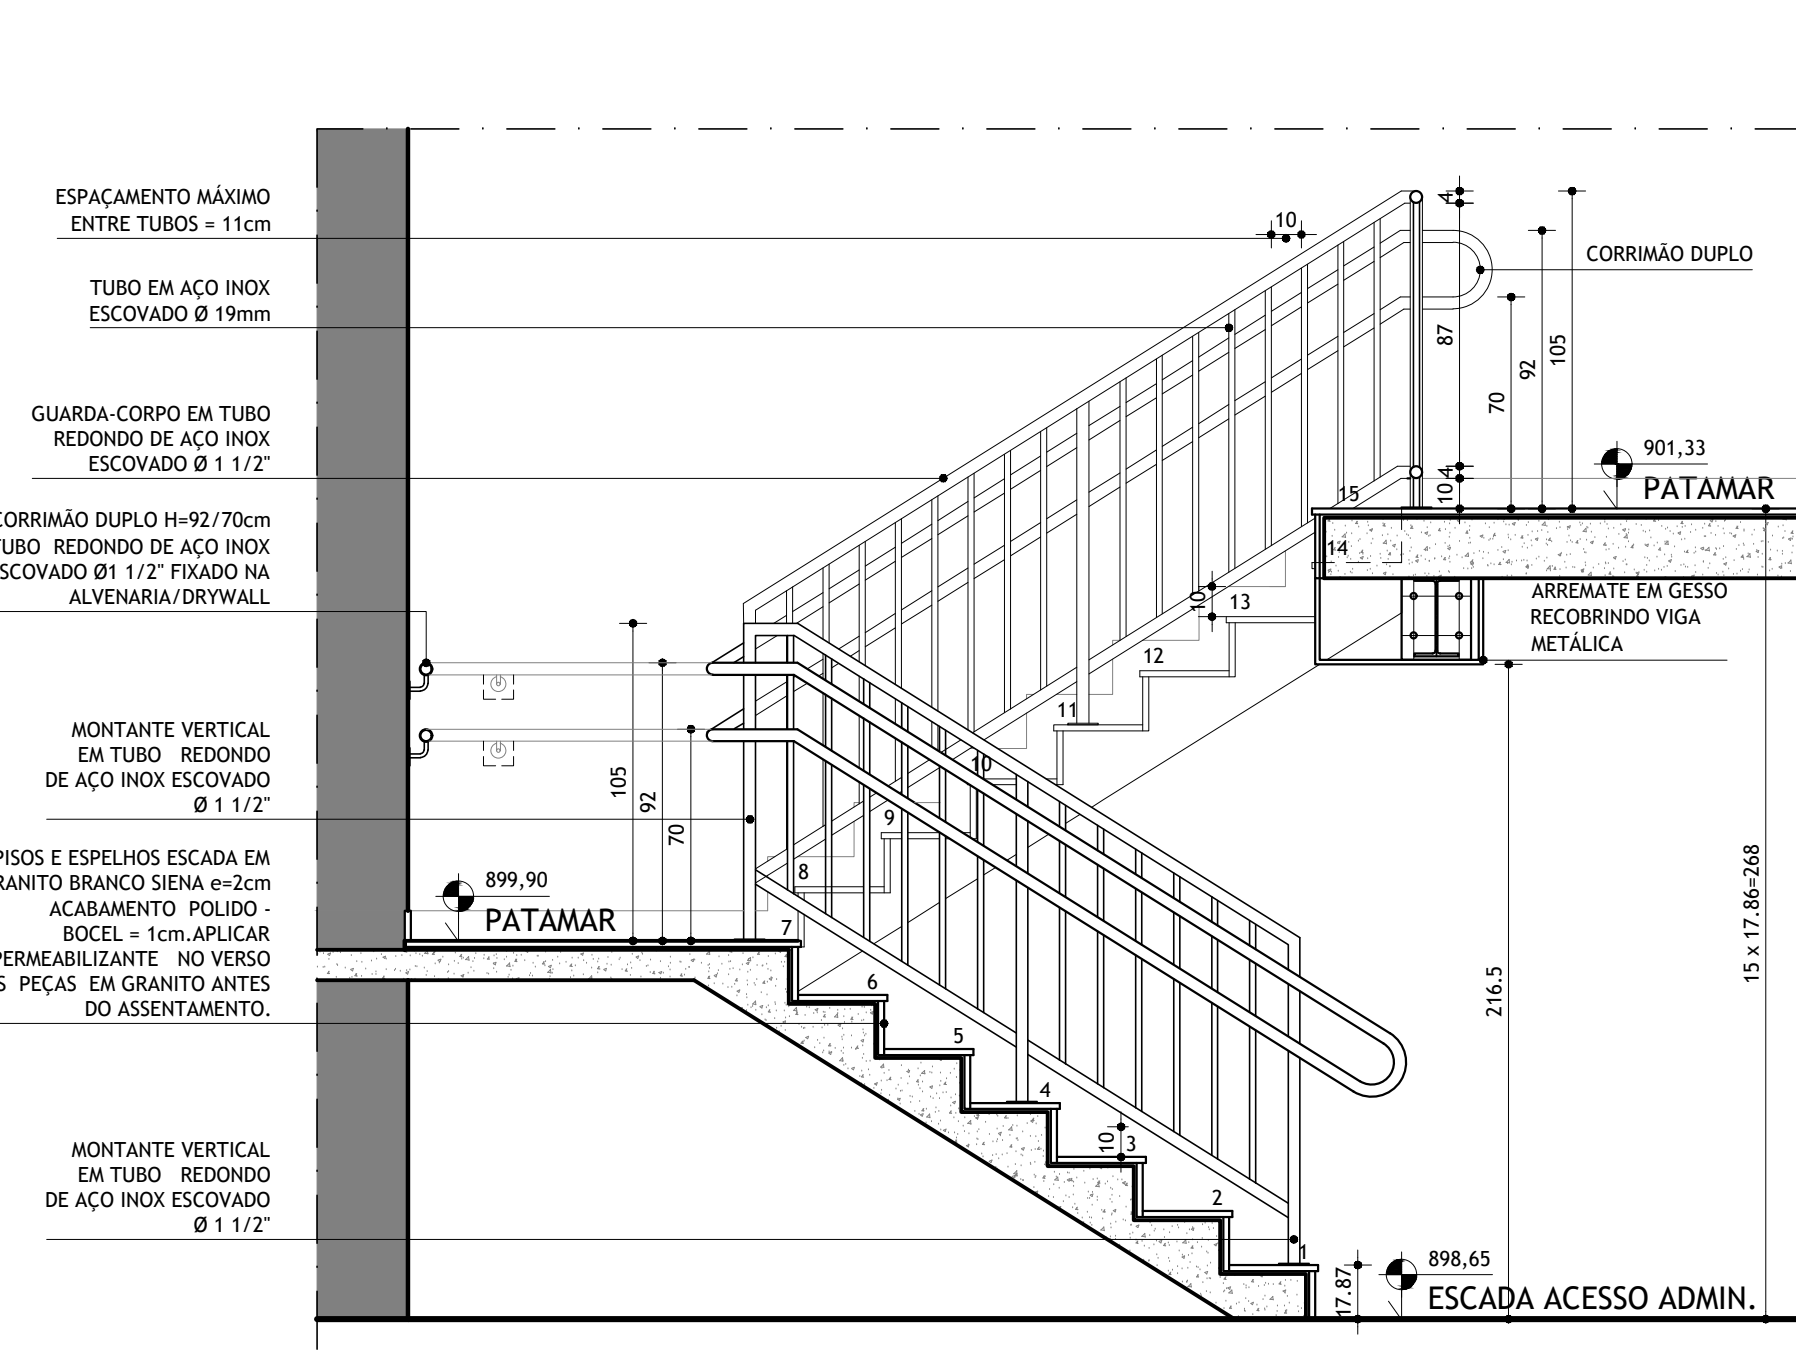 ESPAÇAMENTO MÁXIMO
ENTRE TUBOS = 11cm
TUBO EM AÇO INOX
ESCOVADO Ø 19mm
GUARDA-CORPO EM TUBO
REDONDO DE AÇO INOX
ESCOVADO Ø 1 1/2"
CORRIMÃO DUPLO H=92/70cm
TUBO REDONDO DE AÇO INOX
SCOVADO Ø1 1/2" FIXADO NA
ALVENARIA/DRYWALL
MONTANTE VERTICAL
EM TUBO REDONDO
DE AÇO INOX ESCOVADO
Ø 1 1/2"
PISOS E ESPELHOS ESCADA EM
RANITO BRANCO SIENA e=2cm
ACABAMENTO POLIDO -
BOCEL = 1cm.APLICAR
PERMEABILIZANTE NO VERSO
S PEÇAS EM GRANITO ANTES
DO ASSENTAMENTO.
MONTANTE VERTICAL
EM TUBO REDONDO
DE AÇO INOX ESCOVADO
Ø 1 1/2"
105
92
70
899,90
PATAMAR
10
4
87
4
10
70
92
105
CORRIMÃO DUPLO
901,33
PATAMAR
15
14
13
12
11
10
9
8
7
6
5
4
3
2
1
10
10
ARREMATE EM GESSO
RECOBRINDO VIGA
METÁLICA
216.5
15 x 17.86=268
17.87
898,65
ESCADA ACESSO ADMIN.